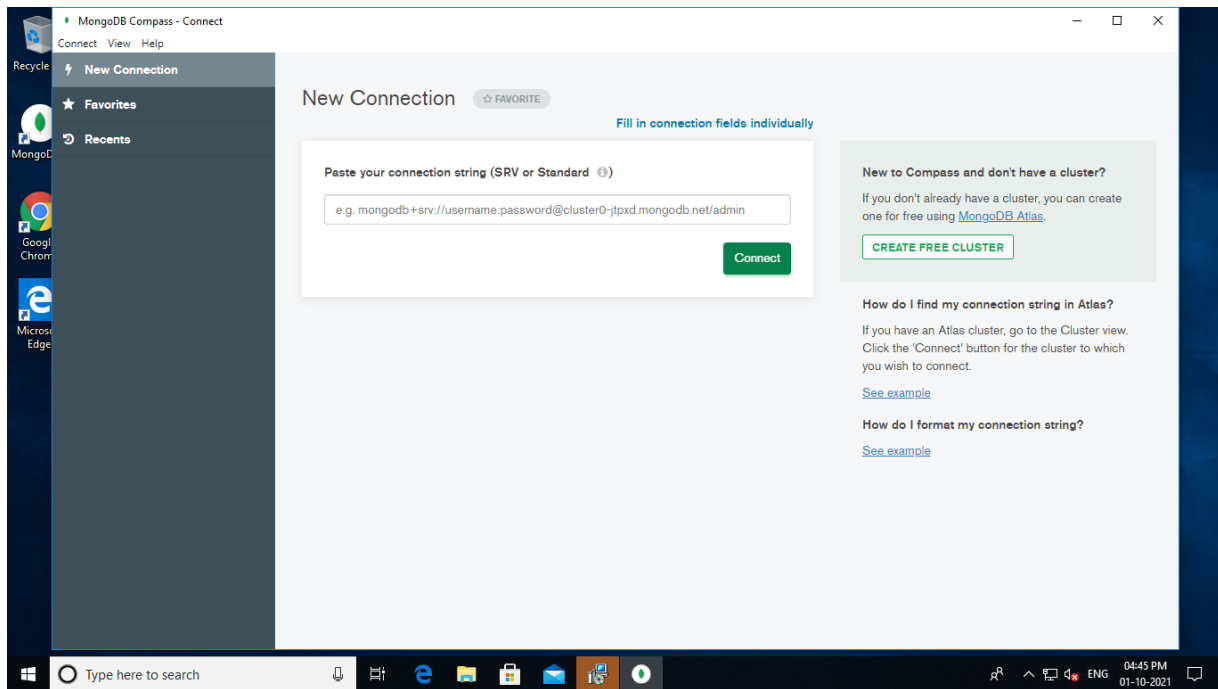 MongoDB Compass - Connect
Connect View Help
Recycle
New Connection
Favorites
Recents
MongoD
Googl
Chrom
Micros
Edge
New Connection
FAVORITE
Fill in connection fields individually
Paste your connection string (SRV or Standard )
e.g. mongodb+srv://username:password@cluster0-jtpxd.mongodb.net/admin
Connect
New to Compass and don't have a cluster?
If you don't already have a cluster, you can create
one for free using MongoDB Atlas.
CREATE FREE CLUSTER
How do I find my connection string in Atlas?
If you have an Atlas cluster, go to the Cluster view.
Click the 'Connect' button for the cluster to which
you wish to connect.
See example
How do I format my connection string?
See example
Type here to search
ENG
04:45 PM
01-10-2021